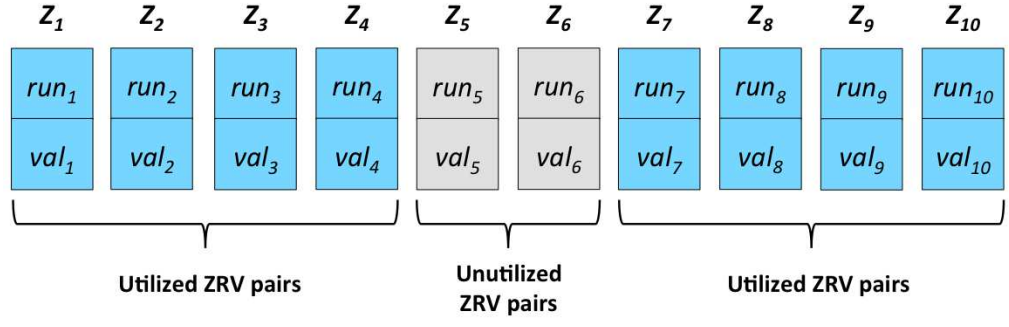 Z1 Z2 Z3 Z4 Z5 Z6 Z7 Z8 Z9 Z10
run1 run2 run3 run4 run5 run6 run7 run8 run9 run10
val1 val2 val3 val4 val5 val6 val7 val8 val9 val10
Utilized ZRV pairs
Unutilized
ZRV pairs
Utilized ZRV pairs